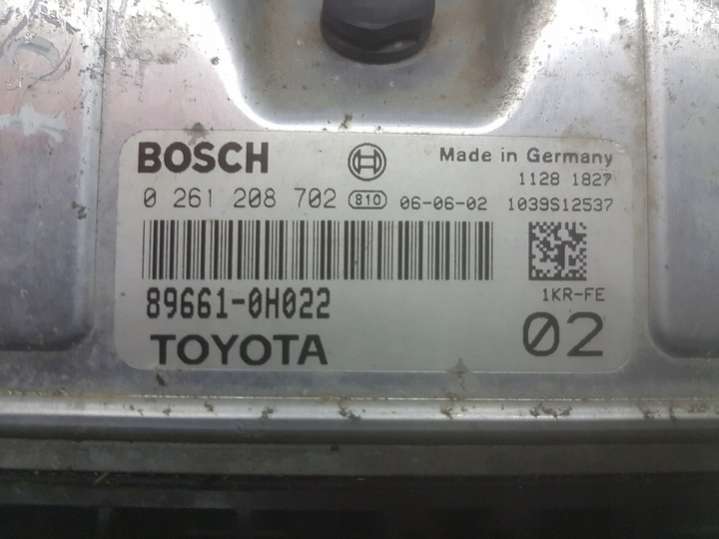 BOSCH
Made in Germany
1128 1827
0 261 208 702 810 06-06-02 1039S12537
89661-0H022
1KR-FE
TOYOTA 02